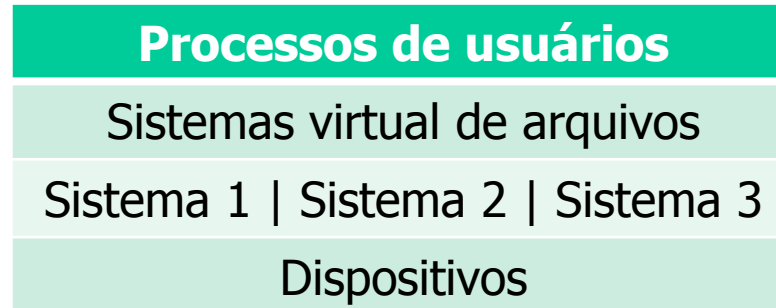 Processos de usuários
Sistemas virtual de arquivos
Sistema 1 | Sistema 2 | Sistema 3
Dispositivos